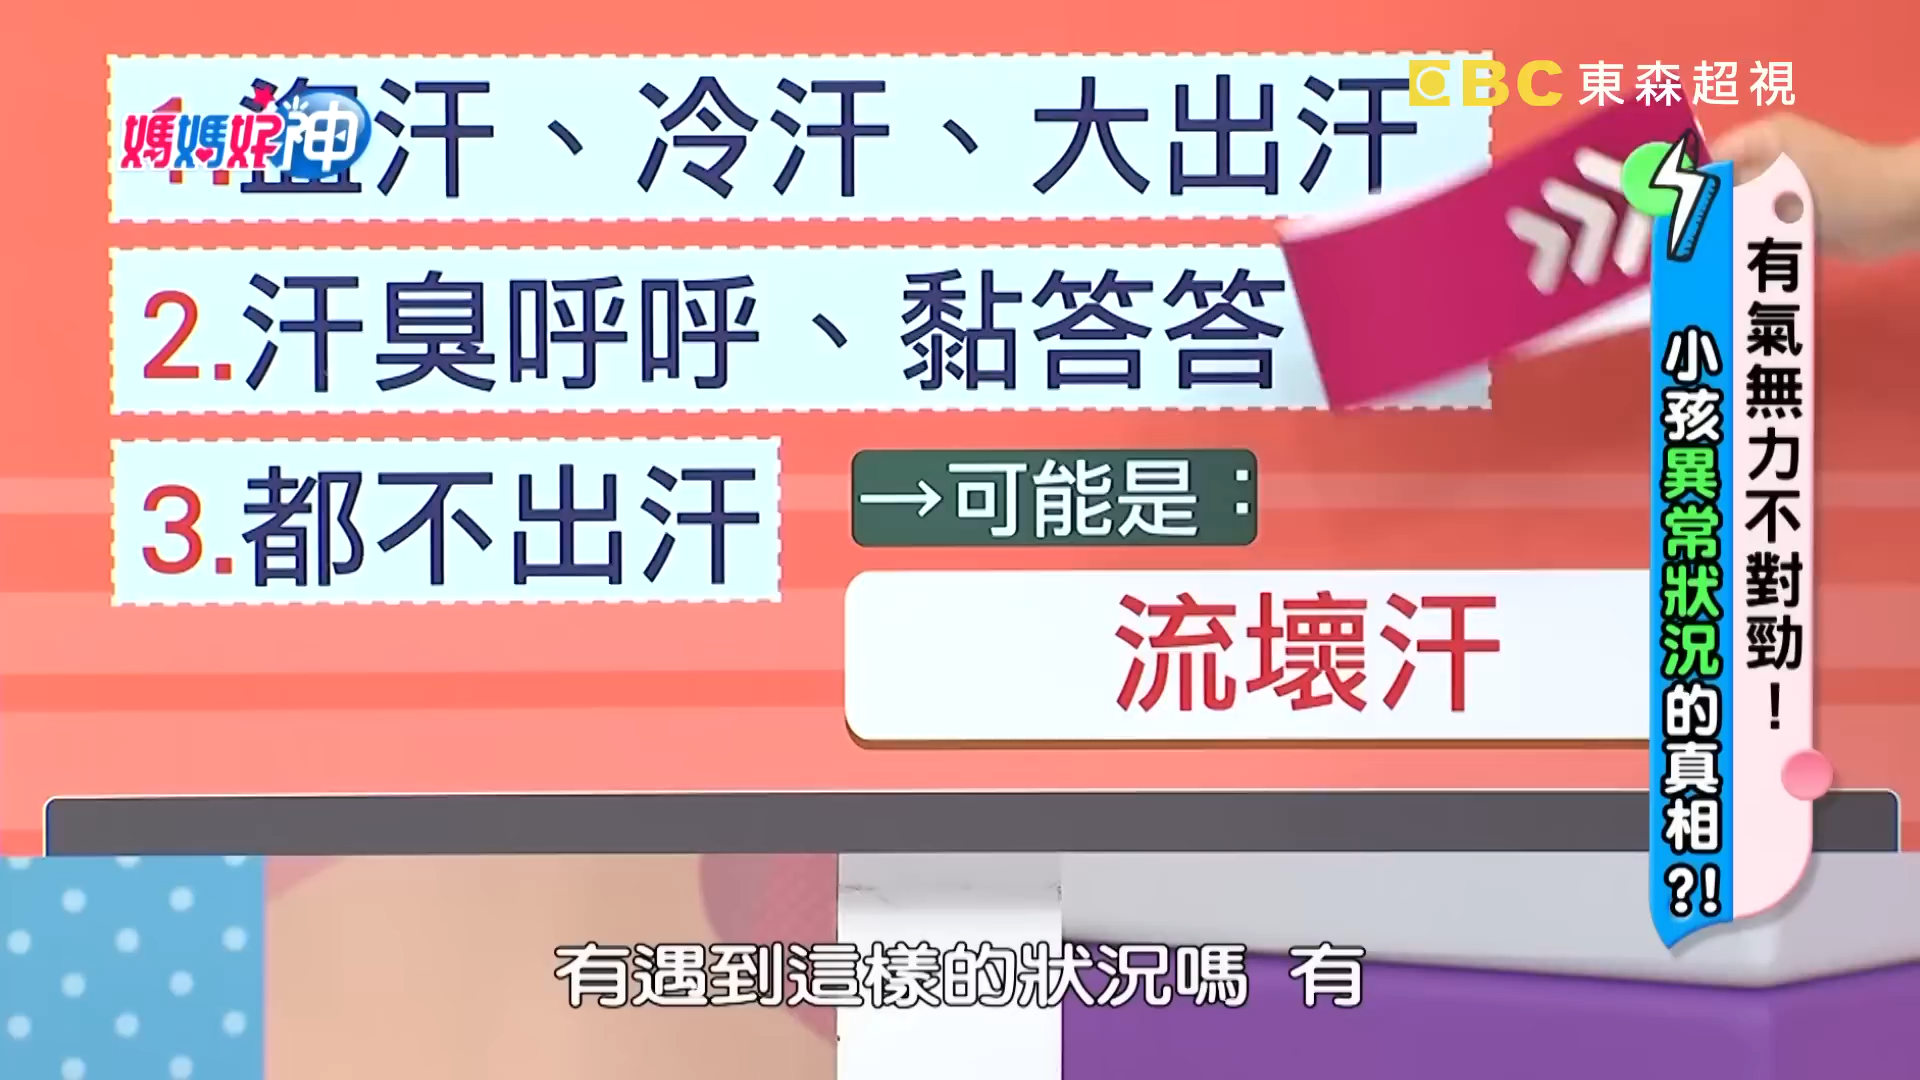 EBC 東森超視
媽媽好神
1.盜汗、冷汗、大出汗
2.汗臭呼呼、黏答答
3.都不出汗
→可能是：
流壞汗
有氣無力不對勁！
小孩異常狀況的真相?!
有遇到這樣的狀況嗎 有